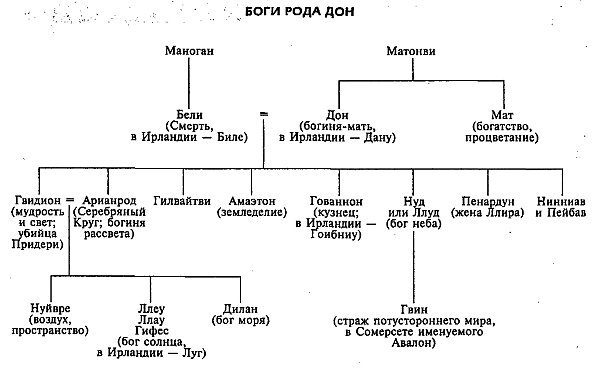 БОГИ РОДА ДОН
Маноган
Матонви
Бели
(Смерть,
в Ирландии — Биле)
=
Дон
(богиня-мать,
в Ирландии — Дану)
Мат
(богатство,
процветание)
Гвидион =
(мудрость
и свет;
убийца
Придери)
Арианрод
(Серебряный
Круг; богиня
рассвета)
Гилвайтви
Амаэтон
(земледелие)
Гованнон
(кузнец;
в Ирландии —
Гоибниу)
Нуд
или Ллуд
(бог неба)
Пенардун
(жена Ллира)
Нинниав
и Пейбав
Нуйвре
(воздух,
пространство)
Ллеу
Ллау
Гифес
(бог солнца,
в Ирландии — Луг)
Дилан
(бог моря)
Гвин
(страж потустороннего мира,
в Сомерсете именуемого
Авалон)